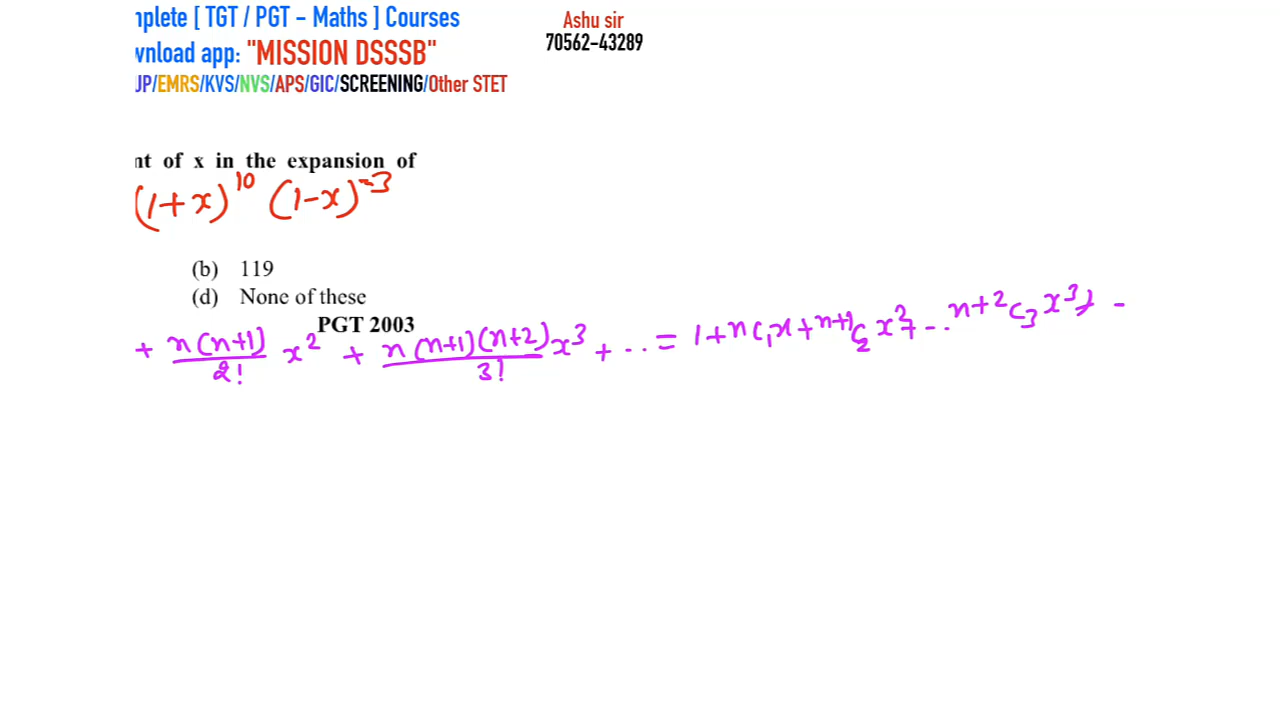 nplete [ TGT / PGT - Maths ] Courses
Ashu sir
wnload app: "MISSION DSSSB"
70562-43289
JP/EMRS/KVS/NVS/APS/GIC/SCREENING/Other STET
nt of x in the expansion of
(1+x)^10 (1-x)^-3
(b) 119
(d) None of these
PGT 2003
+ n(n+1)/2! x^2 + n(n+1)(n+2)/3! x^3 + .. = 1 + nC1 x + n+1C2 x^2 + -.. n+2C3 x^3 + -